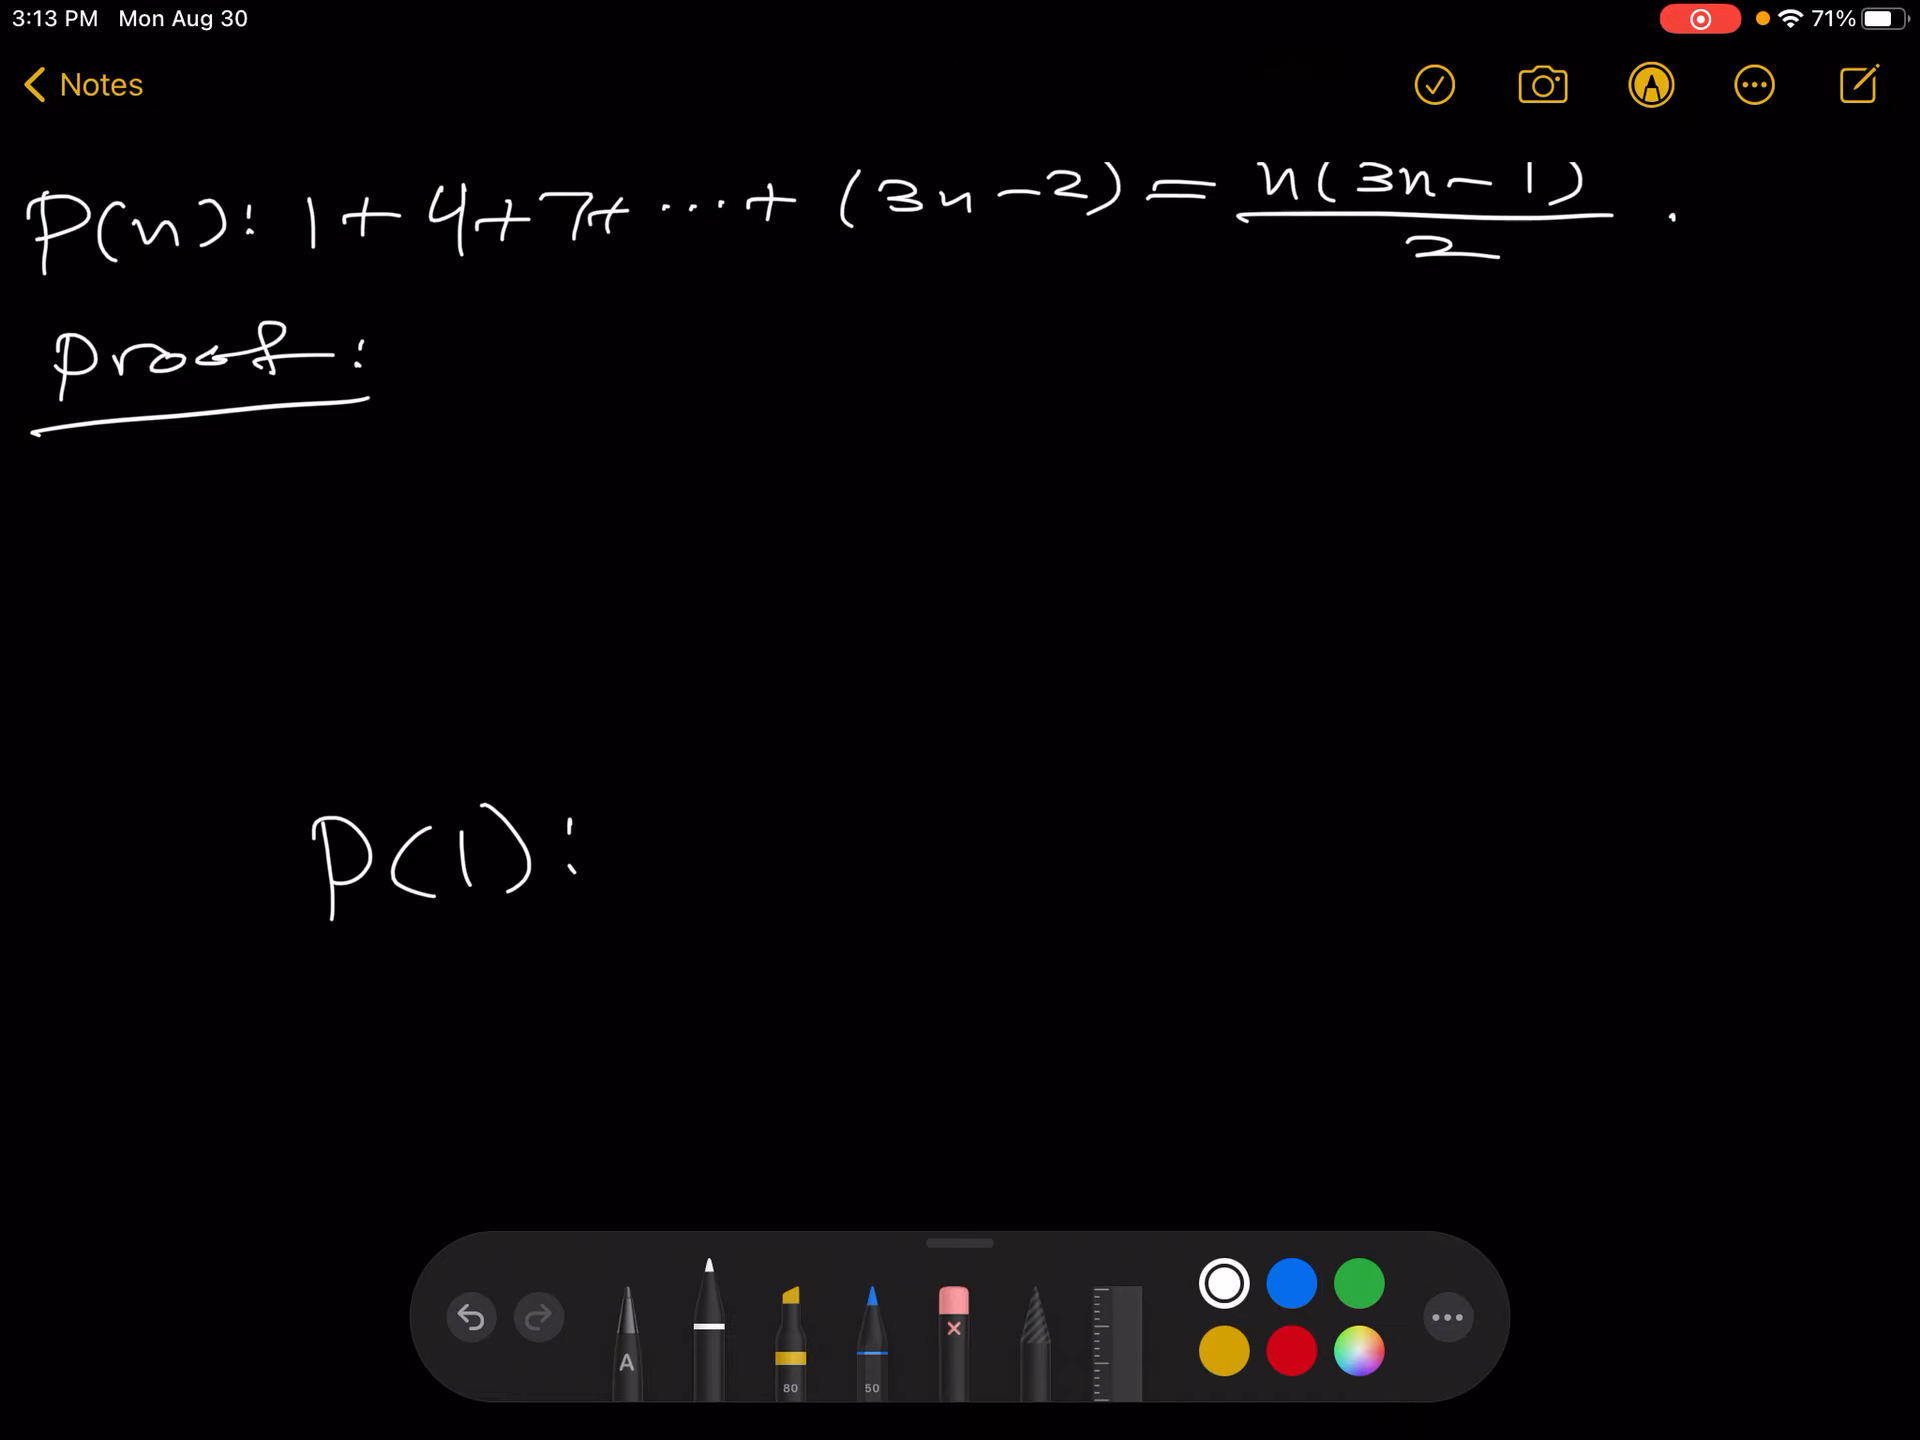 3:13 PM Mon Aug 30 71%
Notes
P(n): 1+4+7+ ...+ (3n-2) = n(3n-1)/2 .
Proof:
P(1):
A 80 50